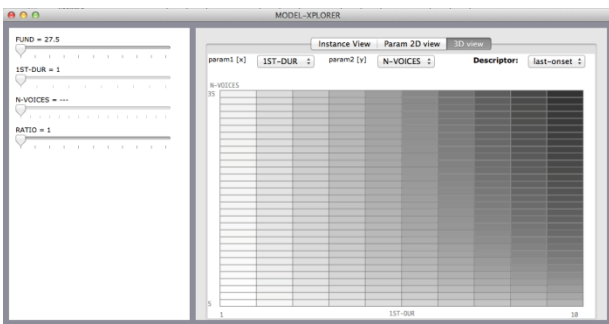 MODEL-XPLORER
FUND = 27.5
1ST-DUR = 1
N-VOICES = ---
RATIO = 1
Instance View Param 2D view 3D view
param1 [x] 1ST-DUR param2 [y] N-VOICES Descriptor: last-onset
N-VOICES
35
5
1 1ST-DUR 10